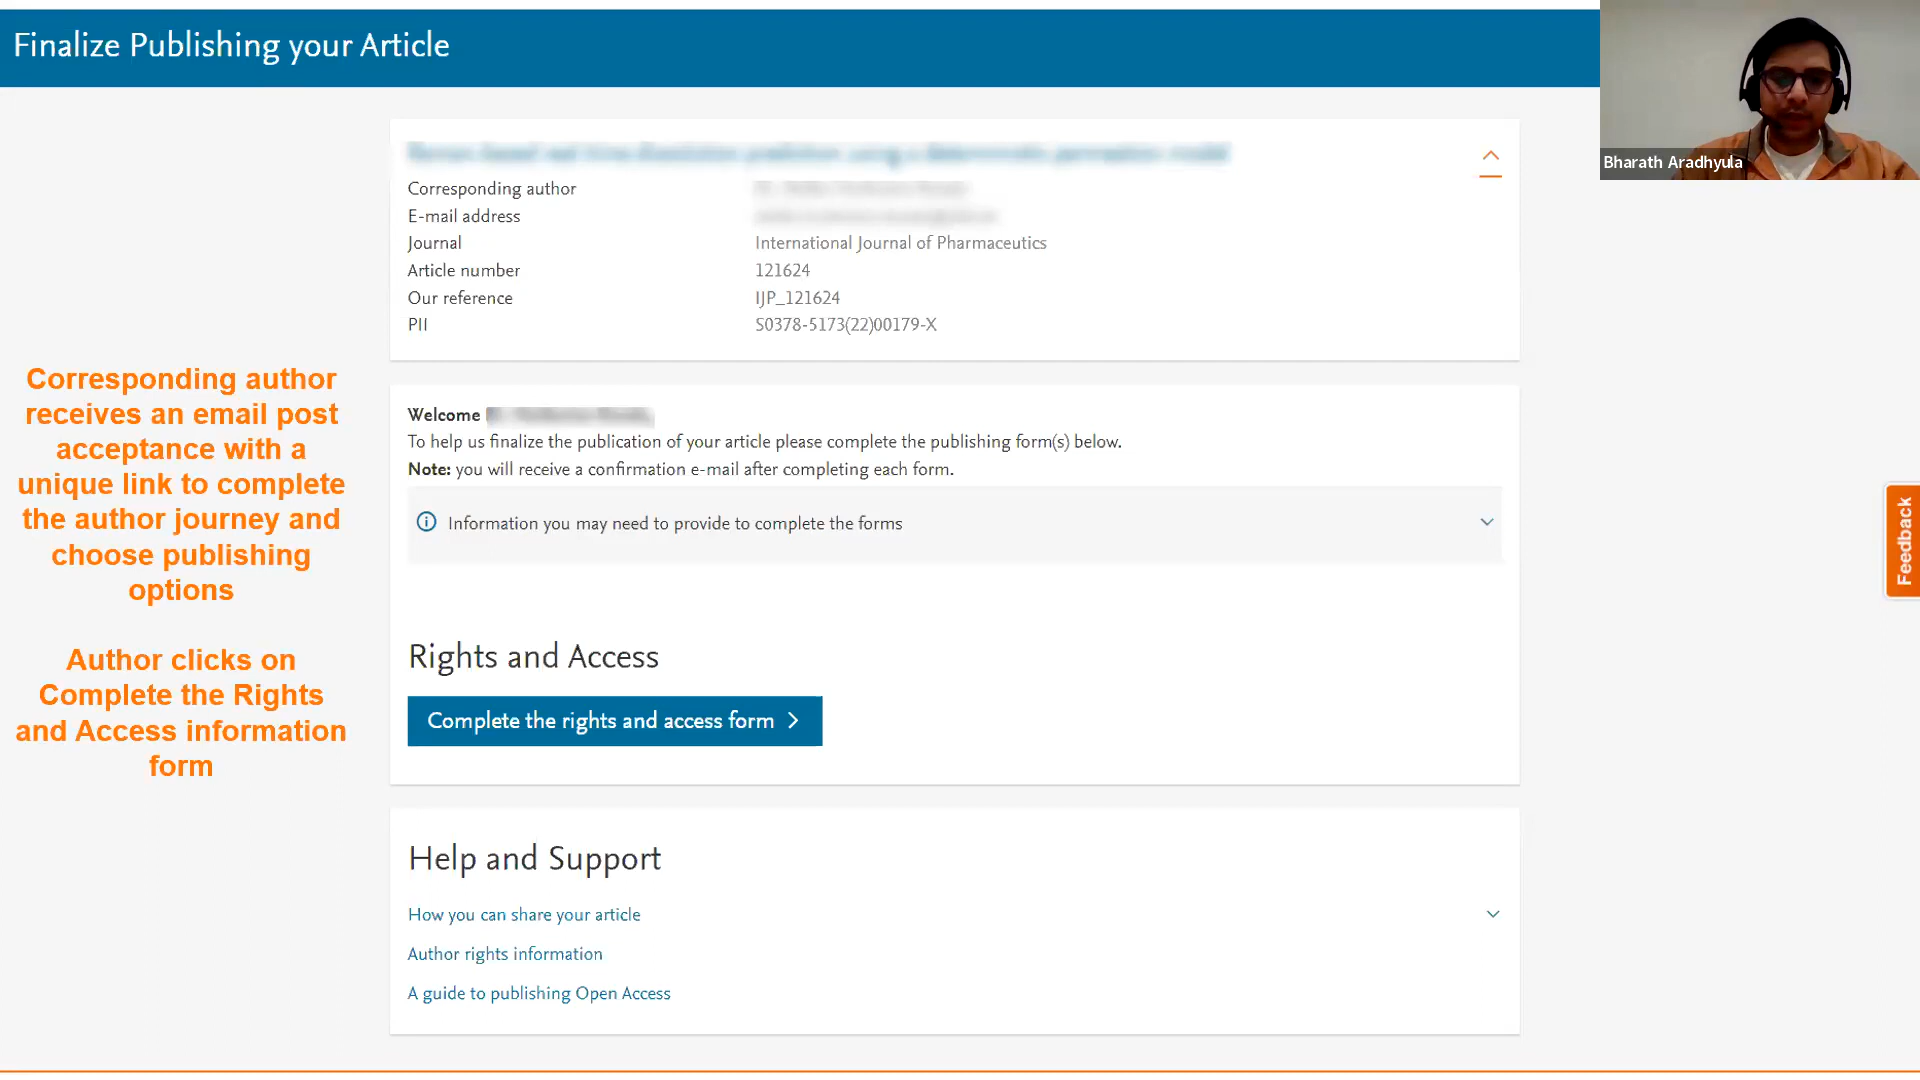 Finalize Publishing your Article
Bharath Aradhyula
Corresponding author
E-mail address
Journal International Journal of Pharmaceutics
Article number 121624
Our reference IJP_121624
PII S0378-5173(22)00179-X
Corresponding author
receives an email post
acceptance with a
unique link to complete
the author journey and
choose publishing
options
Author clicks on
Complete the Rights
and Access information
form
Welcome
To help us finalize the publication of your article please complete the publishing form(s) below.
Note: you will receive a confirmation e-mail after completing each form.
Information you may need to provide to complete the forms
Rights and Access
Complete the rights and access form
Help and Support
How you can share your article
Author rights information
A guide to publishing Open Access
Feedback